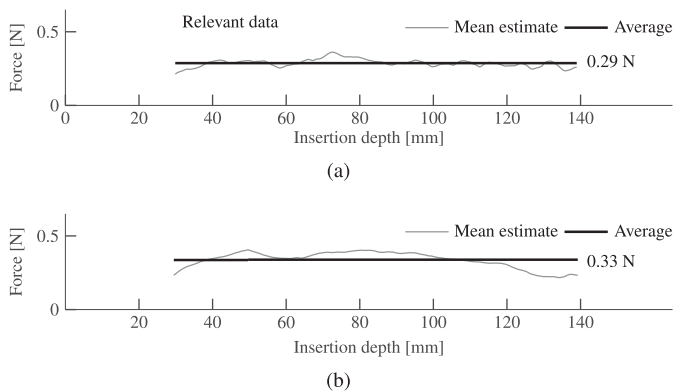 Relevant data
Mean estimate Average
Force [N]
0.5
0
0.29 N
0 20 40 60 80 100 120 140
Insertion depth [mm]
(a)
Mean estimate Average
Force [N]
0.5
0
0.33 N
20 40 60 80 100 120 140
Insertion depth [mm]
(b)